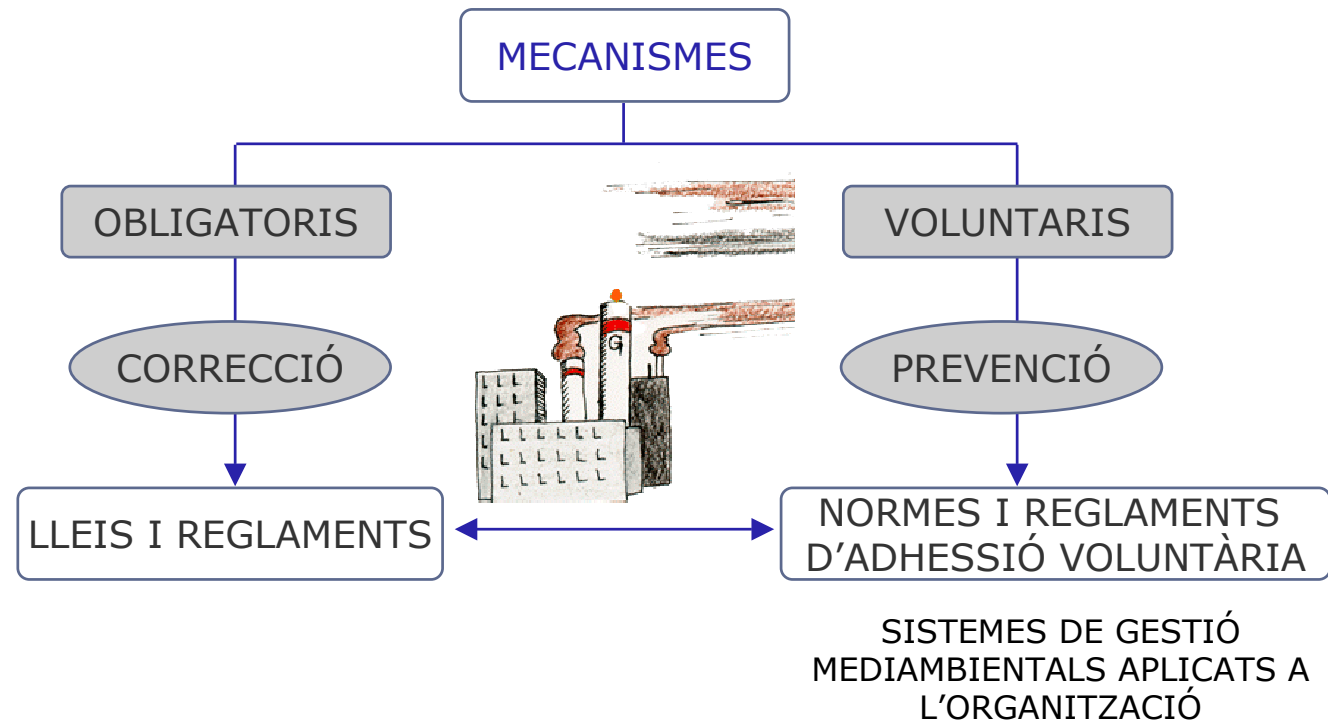 MECANISMES
OBLIGATORIS
VOLUNTARIS
CORRECCIÓ
PREVENCIÓ
G
LLEIS I REGLAMENTS
NORMES I REGLAMENTS
D'ADHESSIÓ VOLUNTÀRIA
SISTEMES DE GESTIÓ
MEDIAMBIENTALS APLICATS A
L'ORGANITZACIÓ